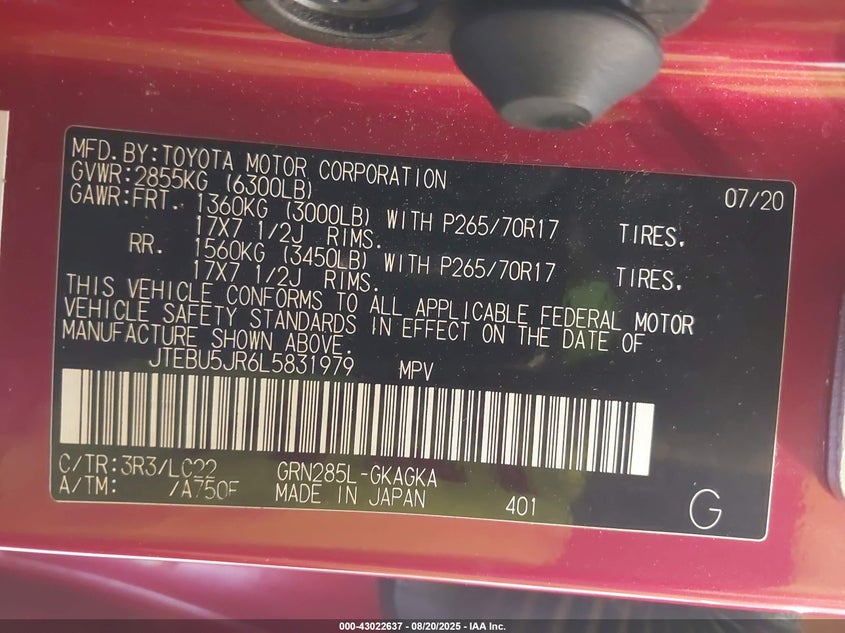 MFD.BY:TOYOTA MOTOR CORPORATION 07/20
GVWR:2855KG (6300LB)
GAWR:FRT. 1360KG (3000LB) WITH P265/70R17 TIRES,
17X7 1/2J RIMS.
RR. 1560KG (3450LB) WITH P265/70R17 TIRES,
17X7 1/2J RIMS.
THIS VEHICLE CONFORMS TO ALL APPLICABLE FEDERAL MOTOR
VEHICLE SAFETY STANDARDS IN EFFECT ON THE DATE OF
MANUFACTURE SHOWN ABOVE.
JTEBU5JR6L5831979 MPV
C/TR:3R3/LC22 GRN285L-GKAGKA
A/TM: /A750F MADE IN JAPAN 401 G
000-43022637 - 08/20/2025 - IAA Inc.